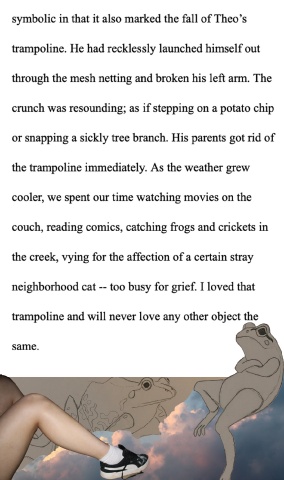 symbolic in that it also marked the fall of Theo’s
trampoline. He had recklessly launched himself out
through the mesh netting and broken his left arm. The
crunch was resounding; as if stepping on a potato chip
or snapping a sickly tree branch. His parents got rid of
the trampoline immediately. As the weather grew
cooler, we spent our time watching movies on the
couch, reading comics, catching frogs and crickets in
the creek, vying for the affection of a certain stray
neighborhood cat -- too busy for grief. I loved that
trampoline and will never love any other object the
same.